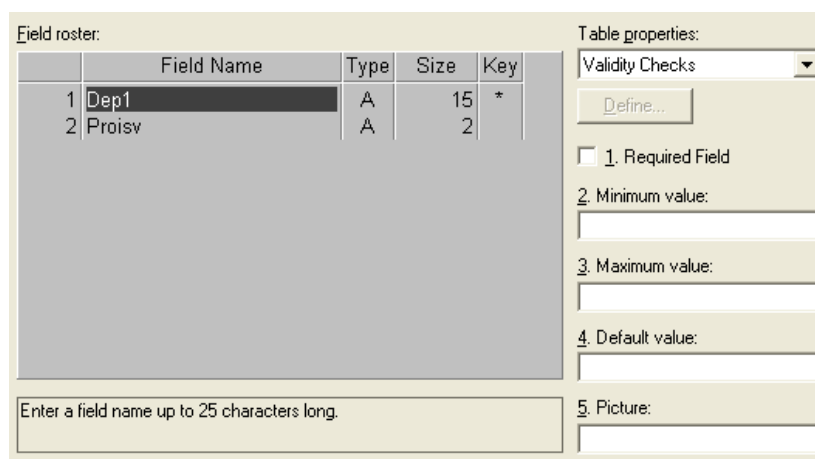 Field roster:
Field Name Type Size Key
1 Dep1 A 15 *
2 Proisv A 2
Enter a field name up to 25 characters long.
Table properties:
Validity Checks
Define...
1. Required Field
2. Minimum value:
3. Maximum value:
4. Default value:
5. Picture: